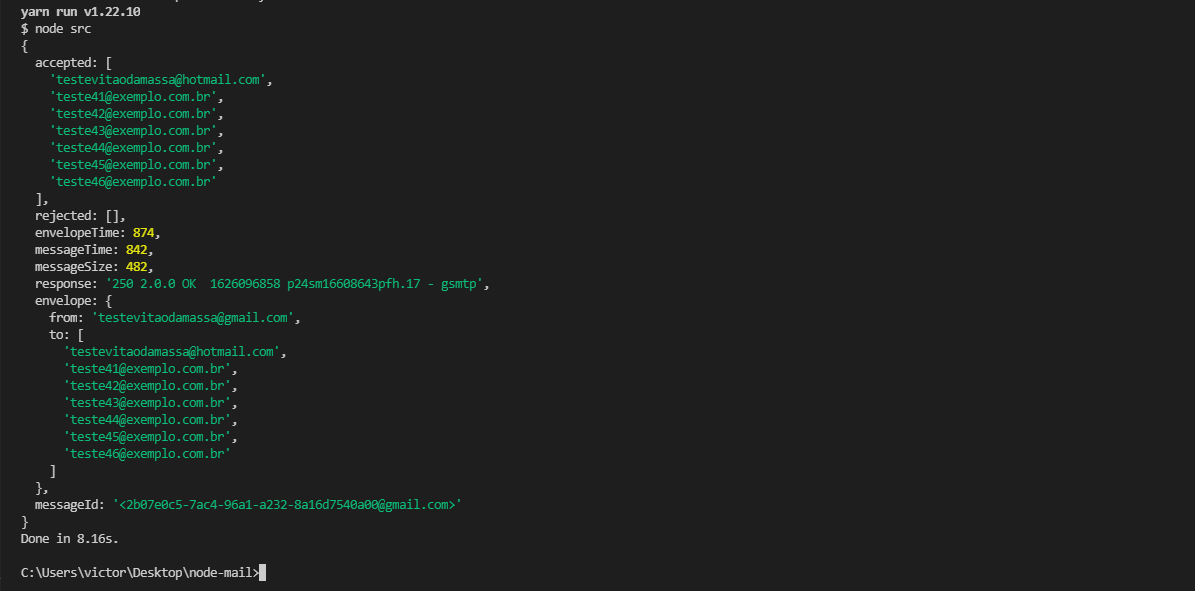 yarn run v1.22.10
$ node src
{
  accepted: [
    'testevitaodamassa@hotmail.com',
    'teste41@exemplo.com.br',
    'teste42@exemplo.com.br',
    'teste43@exemplo.com.br',
    'teste44@exemplo.com.br',
    'teste45@exemplo.com.br',
    'teste46@exemplo.com.br'
  ],
  rejected: [],
  envelopeTime: 874,
  messageTime: 842,
  messageSize: 482,
  response: '250 2.0.0 OK  1626096858 p24sm16608643pfh.17 - gsmtp',
  envelope: {
    from: 'testevitaodamassa@gmail.com',
    to: [
      'testevitaodamassa@hotmail.com',
      'teste41@exemplo.com.br',
      'teste42@exemplo.com.br',
      'teste43@exemplo.com.br',
      'teste44@exemplo.com.br',
      'teste45@exemplo.com.br',
      'teste46@exemplo.com.br'
    ]
  },
  messageId: '<2b07e0c5-7ac4-96a1-a232-8a16d7540a00@gmail.com>'
}
Done in 8.16s.
C:\Users\victor\Desktop\node-mail>